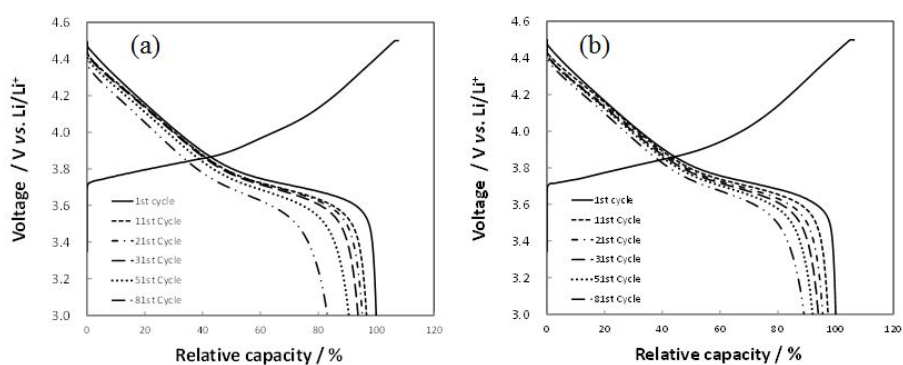 (a)
4.6
4.4
4.2
4.0
3.8
3.6
3.4
3.2
3.0
Voltage / V vs. Li/Li⁺
1st cycle
11st Cycle
21st Cycle
31st Cycle
51st Cycle
81st Cycle
0 20 40 60 80 100 120
Relative capacity / %
(b)
4.6
4.4
4.2
4.0
3.8
3.6
3.4
3.2
3.0
Voltage / V vs. Li/Li⁺
1st cycle
11st Cycle
21st Cycle
31st Cycle
51st Cycle
81st Cycle
0 20 40 60 80 100 120
Relative capacity / %